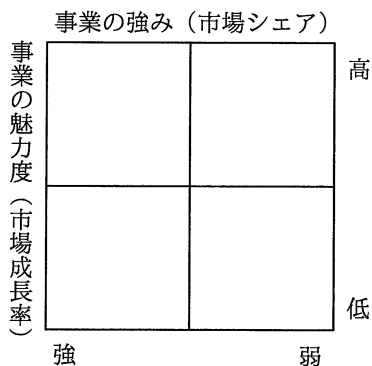 事業の強み（市場シェア）
事業の魅力度（市場成長率）
高
低
強
弱